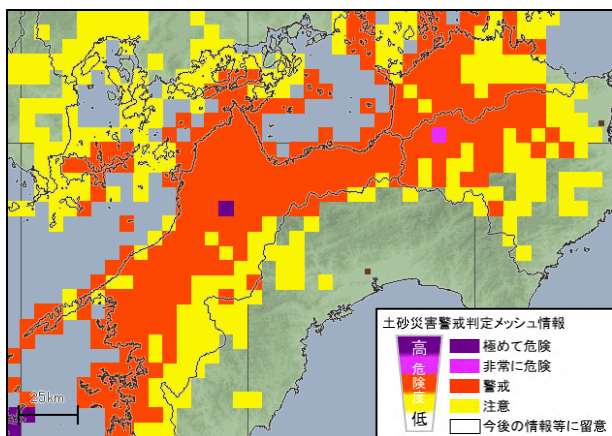 土砂災害警戒判定メッシュ情報
高
危
険
度
低
極めて危険
非常に危険
警戒
注意
今後の情報等に留意
25km